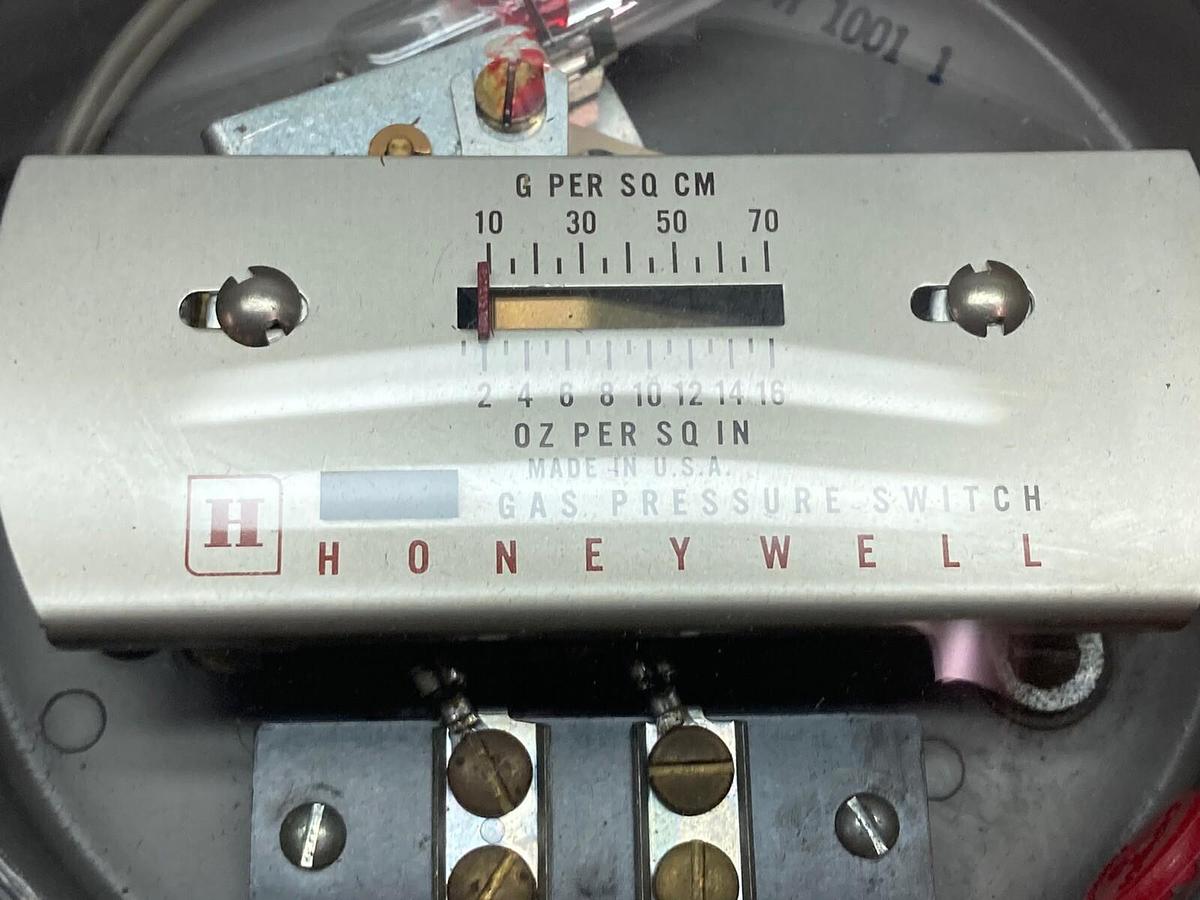 1001 1
G PER SQ CM
10 30 50 70
2 4 6 8 10 12 14 16
OZ PER SQ IN
MADE IN U.S.A.
GAS PRESSURE SWITCH
H
HONEYWELL